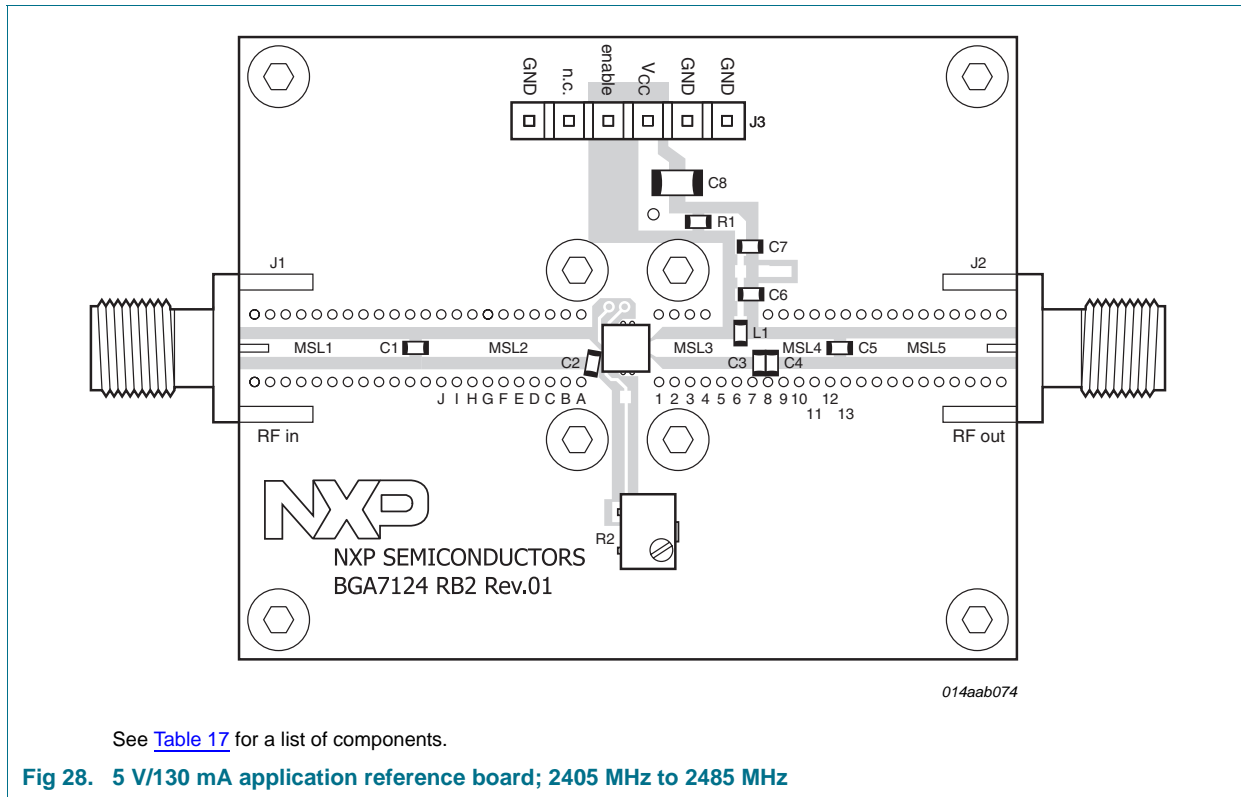 GND n.c. enable VCC GND GND
J3
C8
R1
C7
J1
J2
C6
L1
MSL1 C1 MSL2 MSL3 MSL4 C5 MSL5
C2 C3 C4
J I H G F E D C B A 1 2 3 4 5 6 7 8 9 10 12
11 13
RF in
RF out
NXP
R2
NXP SEMICONDUCTORS
BGA7124 RB2 Rev.01
014aab074
See Table 17 for a list of components.
Fig 28. 5 V/130 mA application reference board; 2405 MHz to 2485 MHz